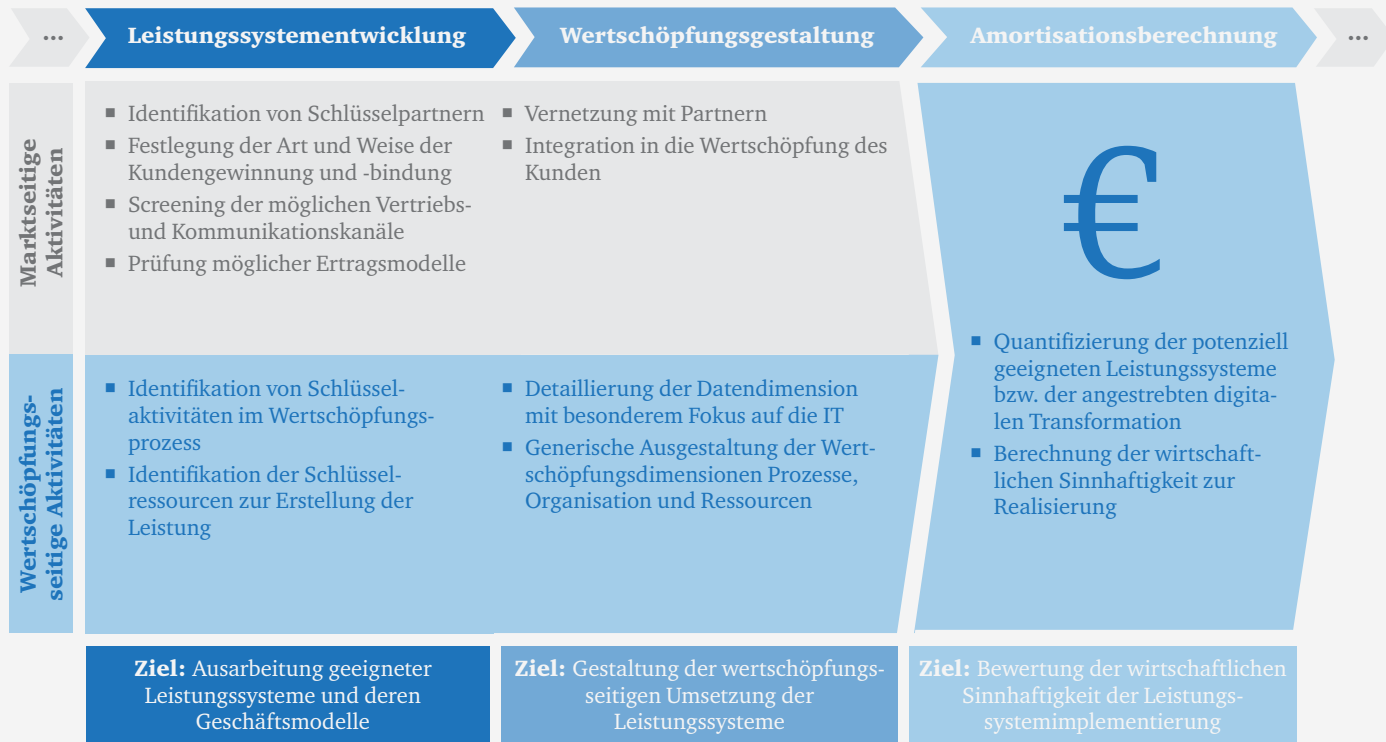 ...
Leistungssystementwicklung
Wertschöpfungsgestaltung
Amortisationsberechnung
...
Marktseitige
Aktivitäten
▪ Identifikation von Schlüsselpartnern
▪ Festlegung der Art und Weise der
Kundengewinnung und -bindung
▪ Screening der möglichen Vertriebs-
und Kommunikationskanäle
▪ Prüfung möglicher Ertragsmodelle
▪ Vernetzung mit Partnern
▪ Integration in die Wertschöpfung des
Kunden
€
Wertschöpfungs-
seitige Aktivitäten
▪ Identifikation von Schlüssel-
aktivitäten im Wertschöpfungs-
prozess
▪ Identifikation der Schlüssel-
ressourcen zur Erstellung der
Leistung
▪ Detaillierung der Datendimension
mit besonderem Fokus auf die IT
▪ Generische Ausgestaltung der Wert-
schöpfungsdimensionen Prozesse,
Organisation und Ressourcen
▪ Quantifizierung der potenziell
geeigneten Leistungssysteme
bzw. der angestrebten digita-
len Transformation
▪ Berechnung der wirtschaft-
lichen Sinnhaftigkeit zur
Realisierung
Ziel: Ausarbeitung geeigneter
Leistungssysteme und deren
Geschäftsmodelle
Ziel: Gestaltung der wertschöpfungs-
seitigen Umsetzung der
Leistungssysteme
Ziel: Bewertung der wirtschaftlichen
Sinnhaftigkeit der Leistungs-
systemimplementierung